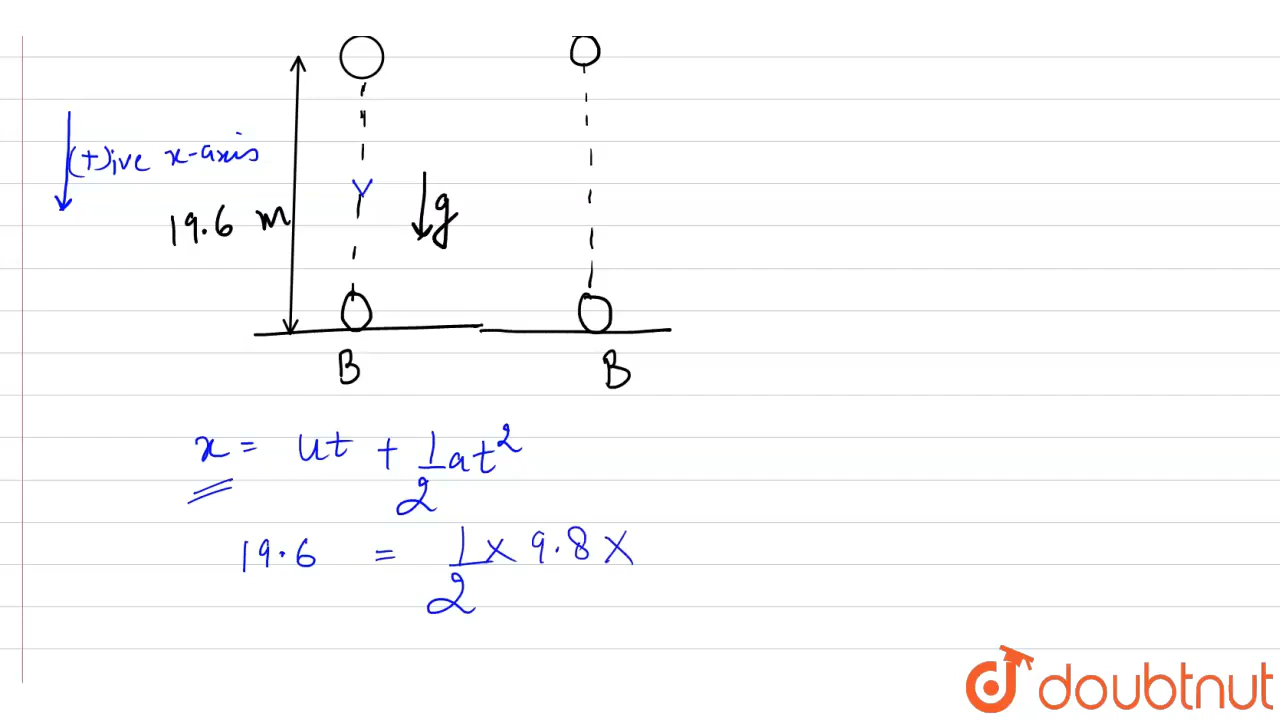 (+)ive x-axis
19.6 m
g
B
B
x = ut + 1/2 at²
19.6 = 1/2 × 9.8 ×
doubtnut